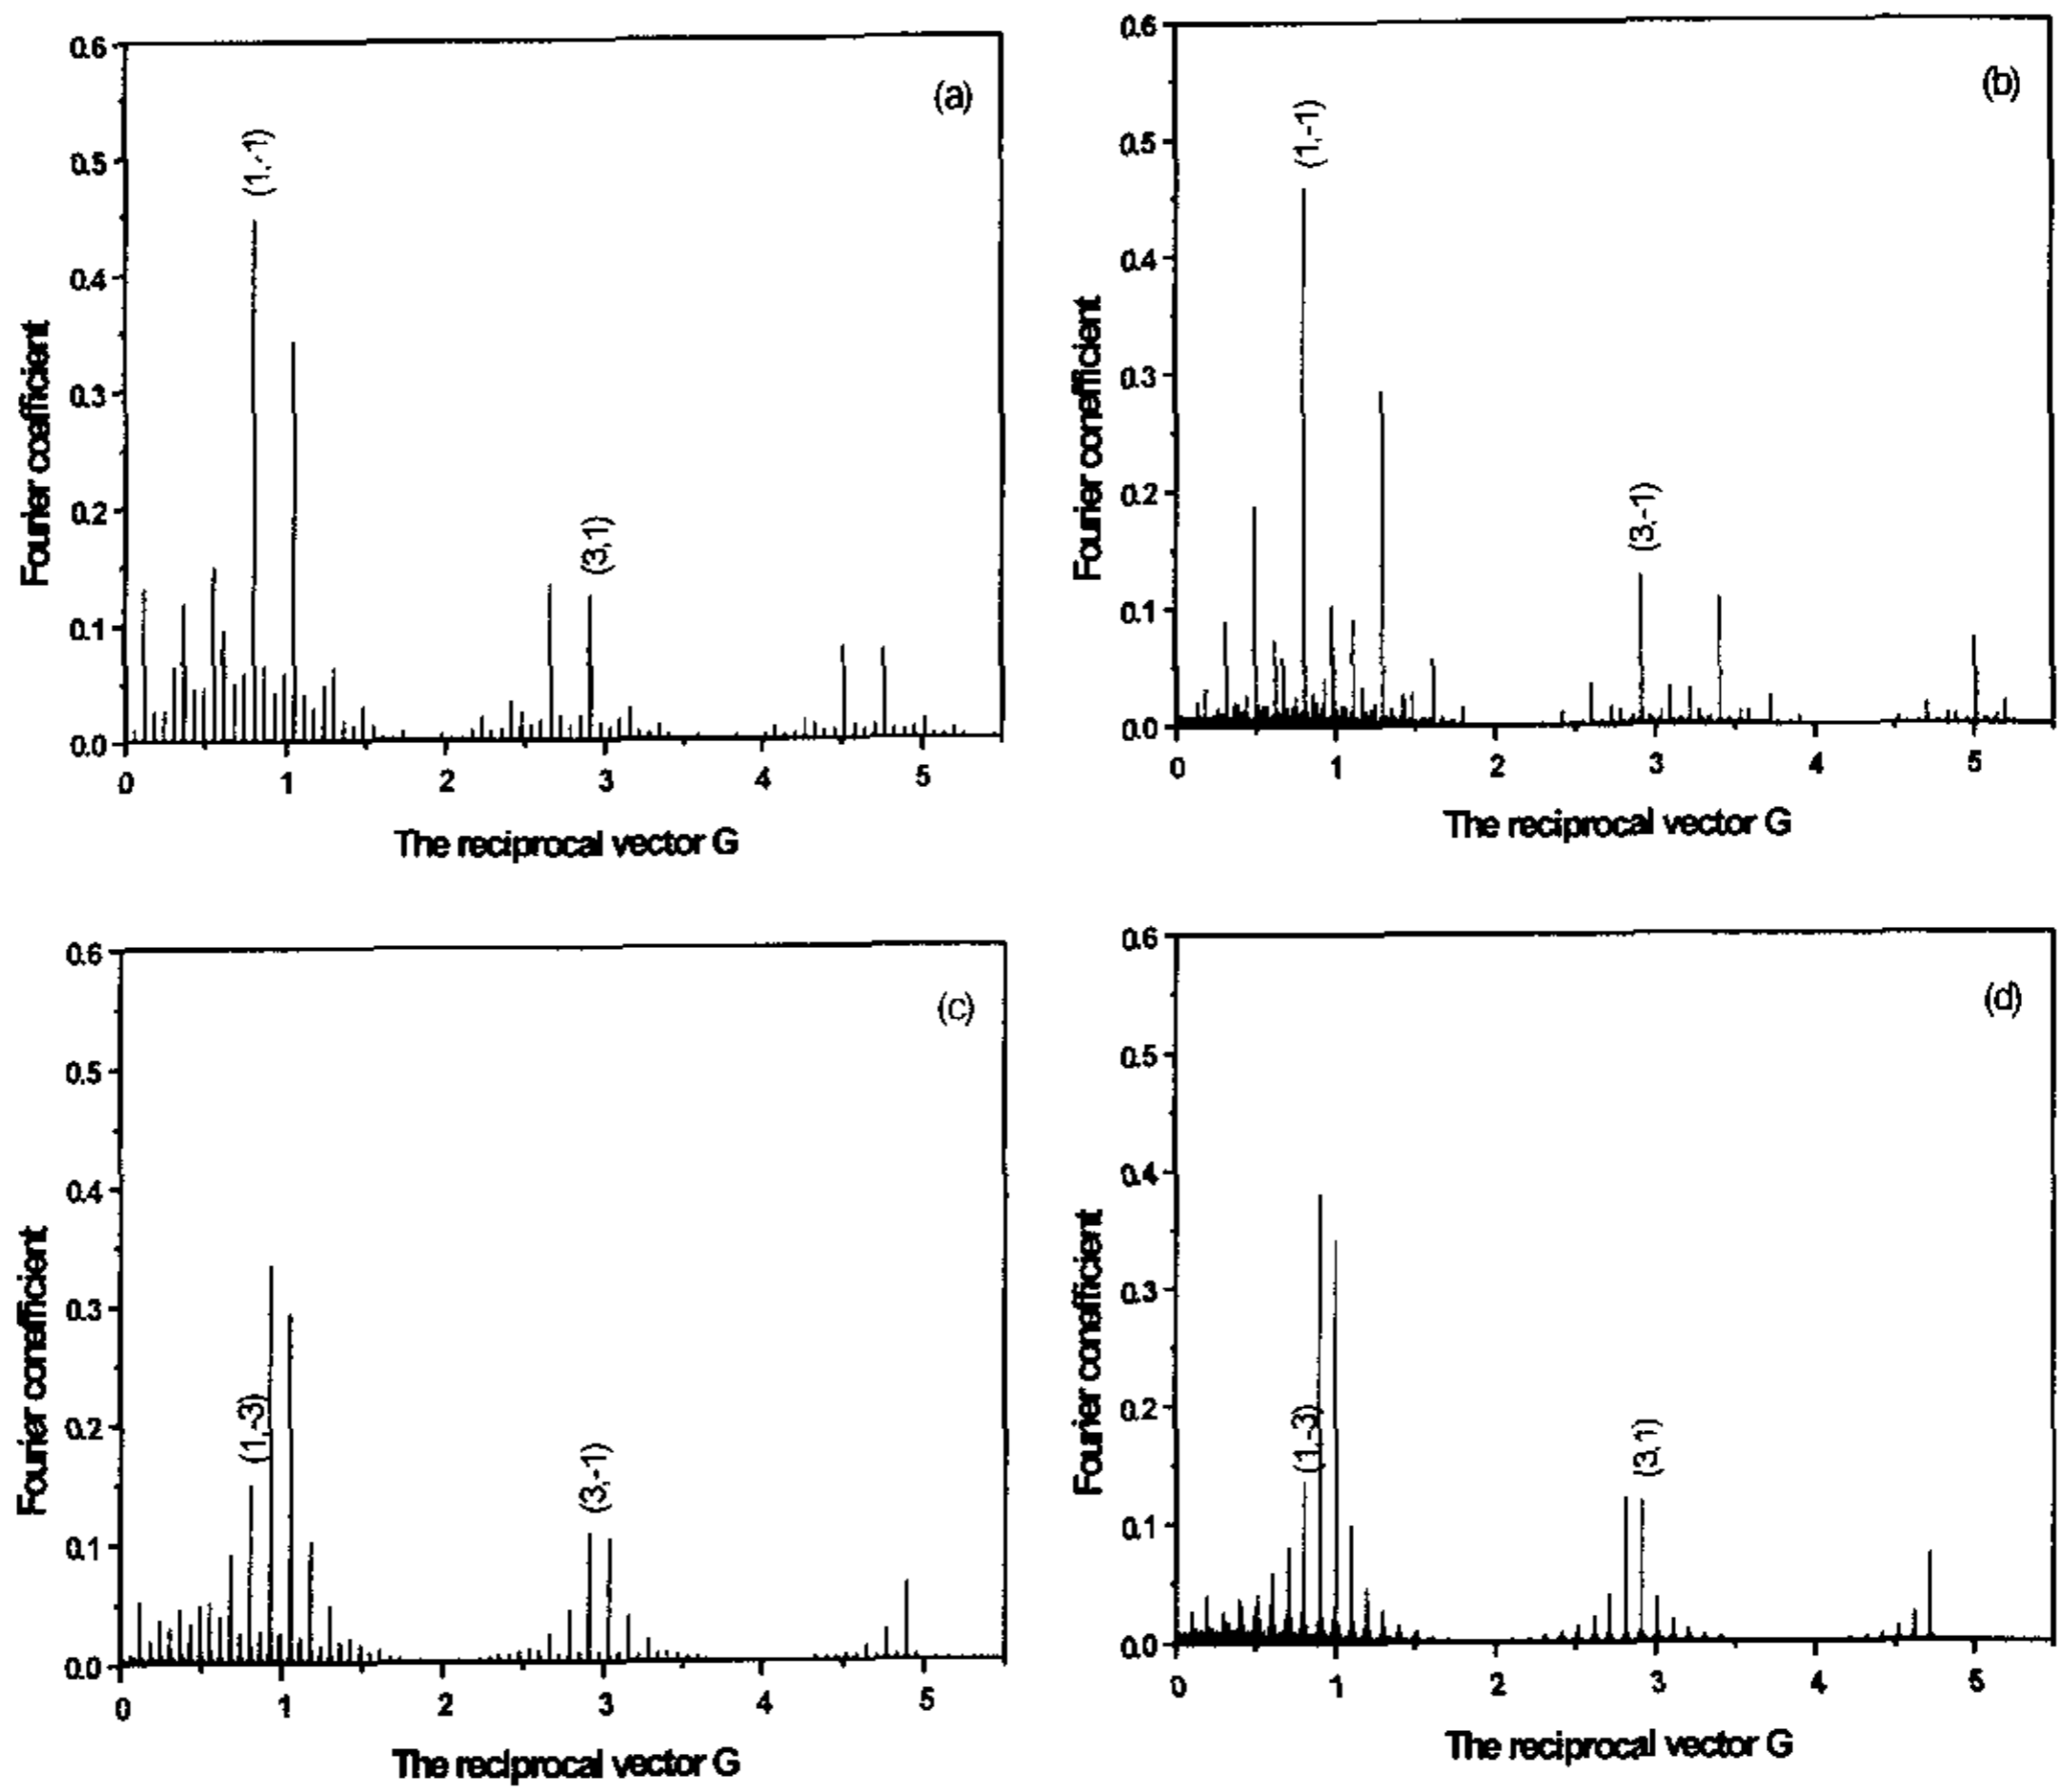 0.6
0.5
0.4
0.3
0.2
0.1
0.0
Fourier coefficient
(a)
(1,-1)
(3,1)
0 1 2 3 4 5
The reciprocal vector G
0.6
0.5
0.4
0.3
0.2
0.1
0.0
Fourier conefficient
(b)
(1,-1)
(3,-1)
0 1 2 3 4 5
The reciprocal vector G
0.6
0.5
0.4
0.3
0.2
0.1
0.0
Fourier conefficient
(c)
(1,-3)
(3,-1)
0 1 2 3 4 5
The reciprocal vector G
0.6
0.5
0.4
0.3
0.2
0.1
0.0
Fourier conefficient
(d)
(1,-3)
(3,1)
0 1 2 3 4 5
The reciprocal vector G